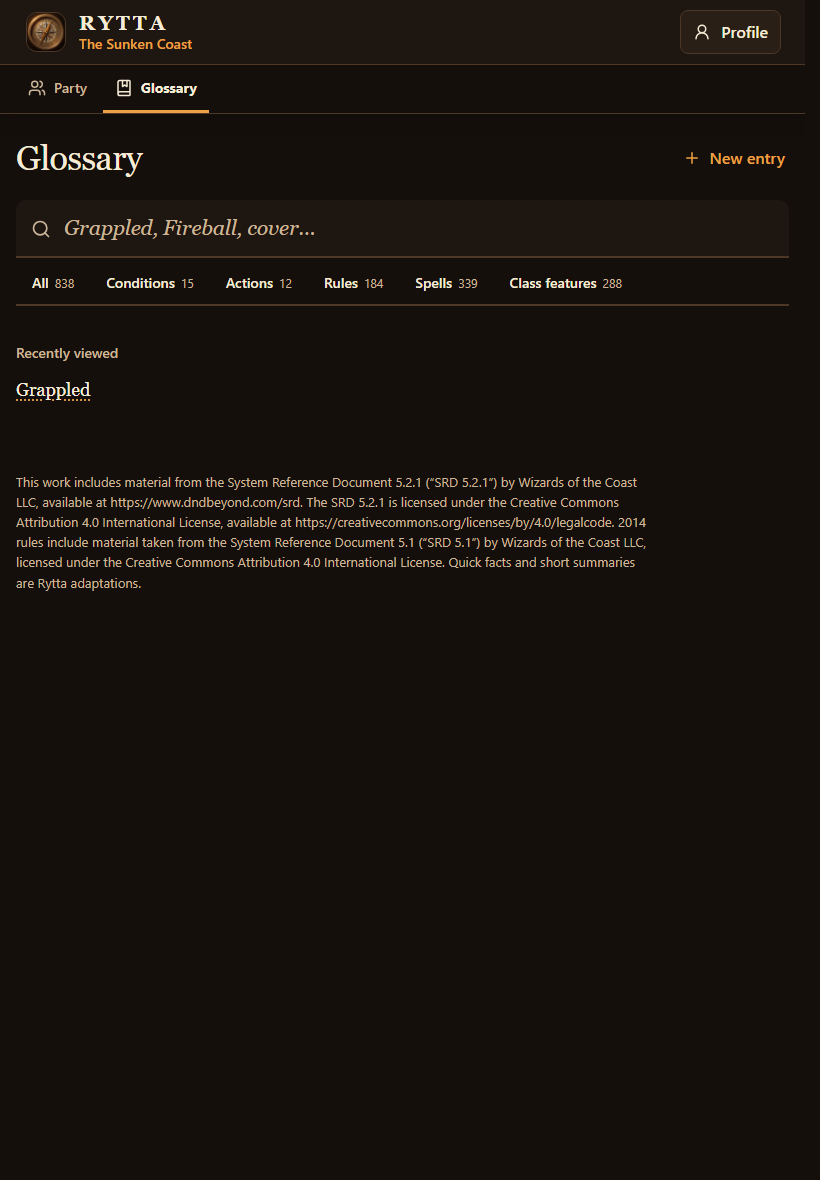 RYTTA
The Sunken Coast
Profile
Party
Glossary
Glossary
New entry
Grappled, Fireball, cover...
All 838 Conditions 15 Actions 12 Rules 184 Spells 339 Class features 288
Recently viewed
Grappled
This work includes material from the System Reference Document 5.2.1 (“SRD 5.2.1”) by Wizards of the Coast
LLC, available at https://www.dndbeyond.com/srd. The SRD 5.2.1 is licensed under the Creative Commons
Attribution 4.0 International License, available at https://creativecommons.org/licenses/by/4.0/legalcode. 2014
rules include material taken from the System Reference Document 5.1 (“SRD 5.1”) by Wizards of the Coast LLC,
licensed under the Creative Commons Attribution 4.0 International License. Quick facts and short summaries
are Rytta adaptations.